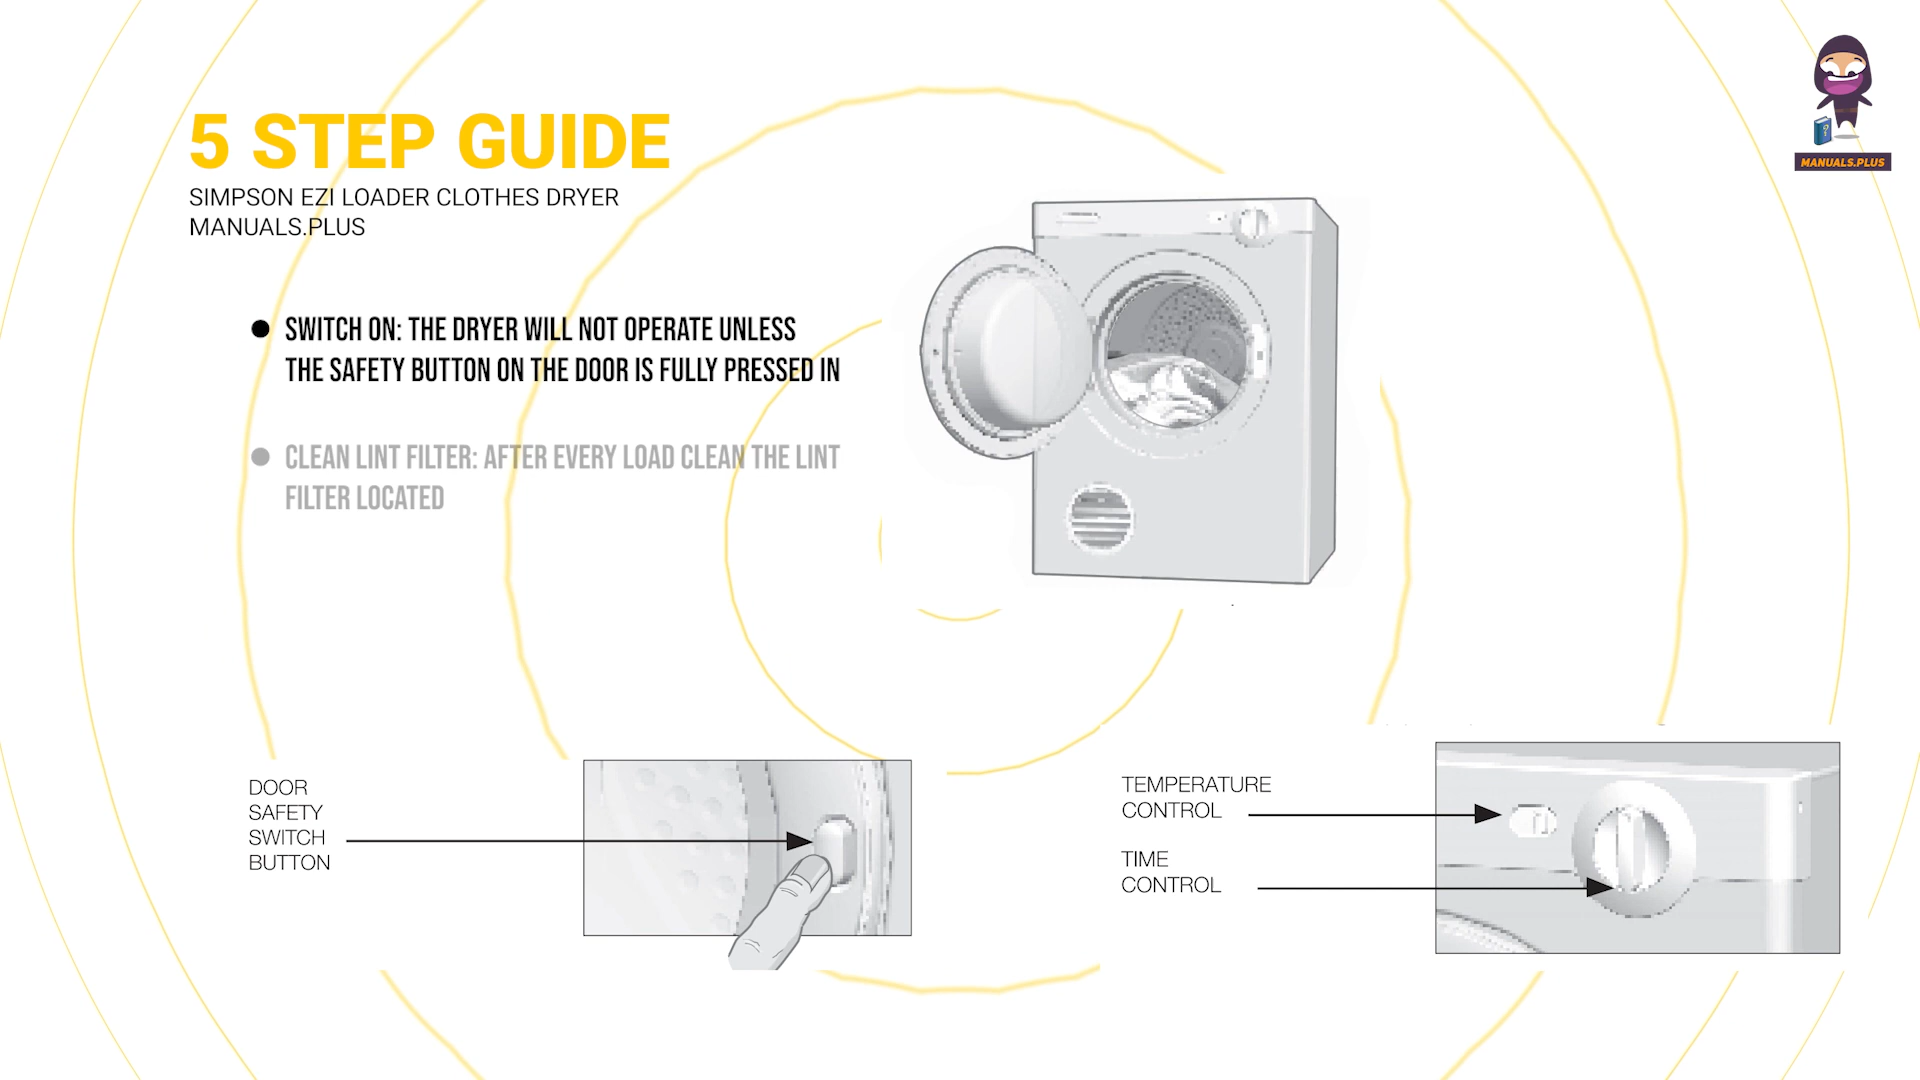 5 STEP GUIDE
SIMPSON EZI LOADER CLOTHES DRYER
MANUALS.PLUS
MANUALS.PLUS
SWITCH ON: THE DRYER WILL NOT OPERATE UNLESS
THE SAFETY BUTTON ON THE DOOR IS FULLY PRESSED IN
CLEAN LINT FILTER: AFTER EVERY LOAD CLEAN THE LINT
FILTER LOCATED
DOOR
SAFETY
SWITCH
BUTTON
TEMPERATURE
CONTROL
TIME
CONTROL